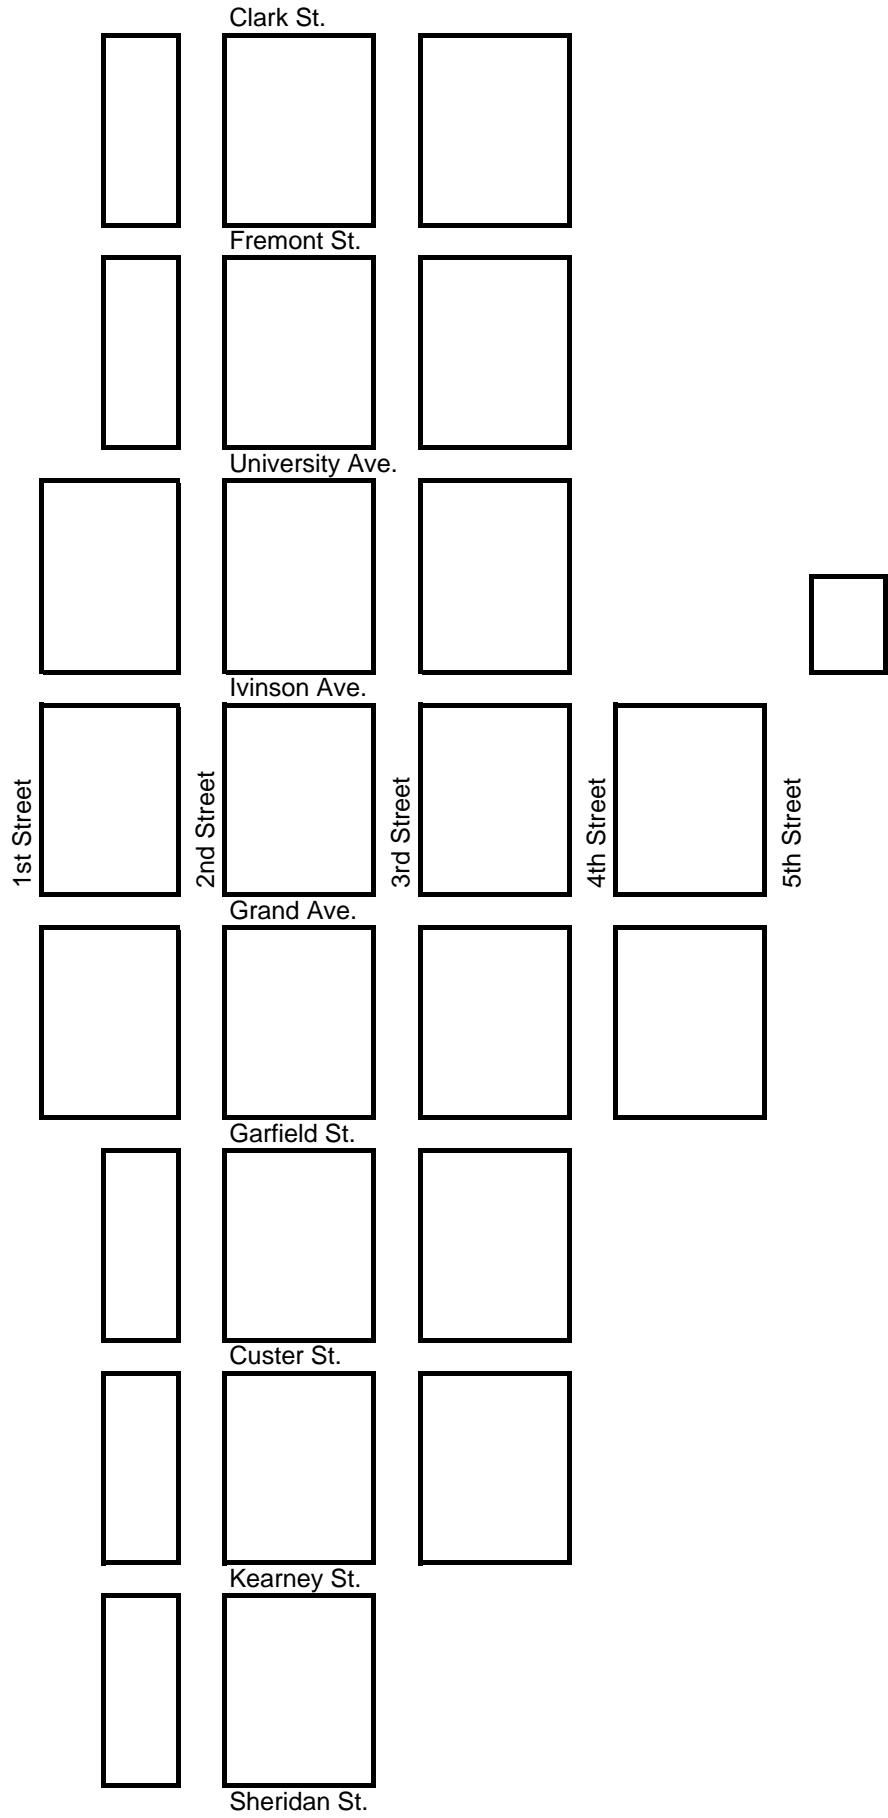 Clark St.
Fremont St.
University Ave.
Ivinson Ave.
1st Street
2nd Street
3rd Street
4th Street
5th Street
Grand Ave.
Garfield St.
Custer St.
Kearney St.
Sheridan St.